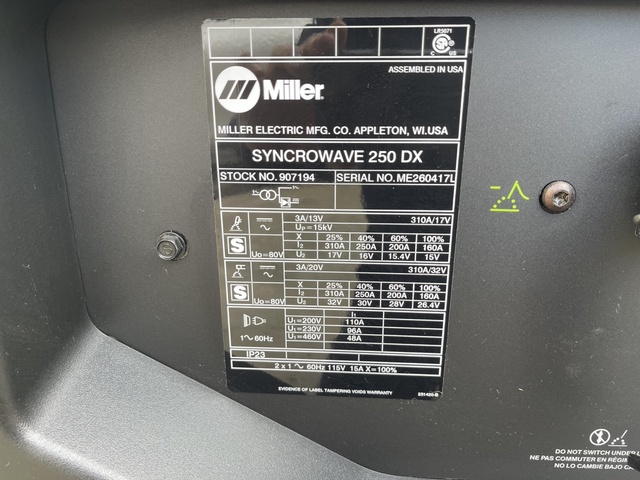 LR5071
C US
ASSEMBLED IN USA
Miller
MILLER ELECTRIC MFG. CO. APPLETON, WI.USA
SYNCROWAVE 250 DX
STOCK NO. 907194 SERIAL NO. ME260417L
3A/13V 310A/17V
UP=15kV
X 25% 40% 60% 100%
S I2 310A 250A 200A 160A
U0=80V U2 17V 16V 15.4V 15V
3A/20V 310A/32V
X 25% 40% 60% 100%
S I2 310A 250A 200A 160A
U0=80V U2 32V 30V 28V 26.4V
I1
U1=200V 110A
U1=230V 96A
1~60Hz U1=460V 48A
IP23
2 x 1 ~ 60Hz 115V 15A X=100%
EVIDENCE OF LABEL TAMPERING VOIDS WARRANTY
DO NOT SWITCH UNDER
NE PAS COMMUTER EN RÉGIM
NO LO CAMBIE BAJO CA